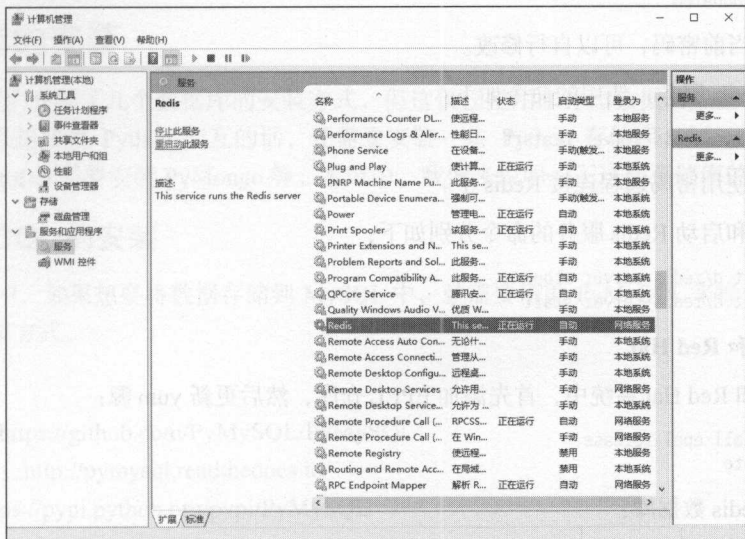 计算机管理
文件(F) 操作(A) 查看(V) 帮助(H)
计算机管理(本地)
系统工具
任务计划程序
事件查看器
共享文件夹
本地用户和组
性能
设备管理器
存储
磁盘管理
服务和应用程序
服务
WMI 控件
服务
Redis
停止此服务
重启动此服务
描述:
This service runs the Redis server
名称 描述 状态 启动类型 登录为
Performance Counter DL... 使远程... 手动 本地服务
Performance Logs & Aler... 性能日... 手动 本地服务
Phone Service 在设备... 手动(触发... 本地服务
Plug and Play 使计算... 正在运行 手动 本地系统
PNRP Machine Name Pu... 此服务... 手动 本地服务
Portable Device Enumera... 强制可... 手动(触发... 本地系统
Power 管理电... 正在运行 自动 本地系统
Print Spooler 该服务... 正在运行 自动 本地系统
Printer Extensions and N... This se... 手动 本地系统
Problem Reports and Sol... 此服务... 手动 本地系统
Program Compatibility A... 此服务... 正在运行 自动 本地系统
QPCore Service 腾讯安... 正在运行 自动 本地系统
Quality Windows Audio V... 优质 W... 手动 本地服务
Redis This se... 正在运行 自动 网络服务
Remote Access Auto Con... 无论什... 手动 本地系统
Remote Access Connecti... 管理从... 手动 本地系统
Remote Desktop Configu... 远程桌... 手动 本地系统
Remote Desktop Services 允许用... 手动 网络服务
Remote Desktop Service... 允许为 ... 手动 本地系统
Remote Procedure Call (... RPCSS... 正在运行 自动 网络服务
Remote Procedure Call (... 在 Win... 手动 网络服务
Remote Registry 使远程... 禁用 本地服务
Routing and Remote Acc... 在局域... 禁用 本地系统
RPC Endpoint Mapper 解析 R... 正在运行 自动 网络服务
扩展 标准
操作
服务
更多...
Redis
更多...